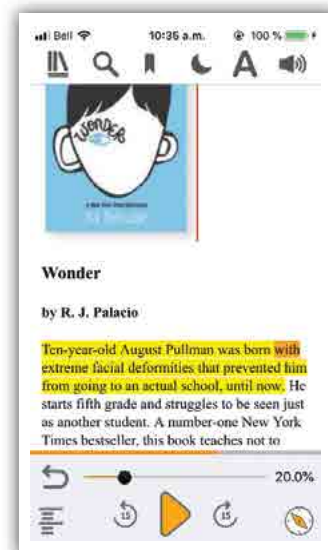 Bell 10:35 a.m. 100 %
A
WONDER
Wonder
by R. J. Palacio
Ten-year-old August Pullman was born with
extreme facial deformities that prevented him
from going to an actual school, until now. He
starts fifth grade and struggles to be seen just
as another student. A number-one New York
Times bestseller, this book teaches not to
20.0%
15 15